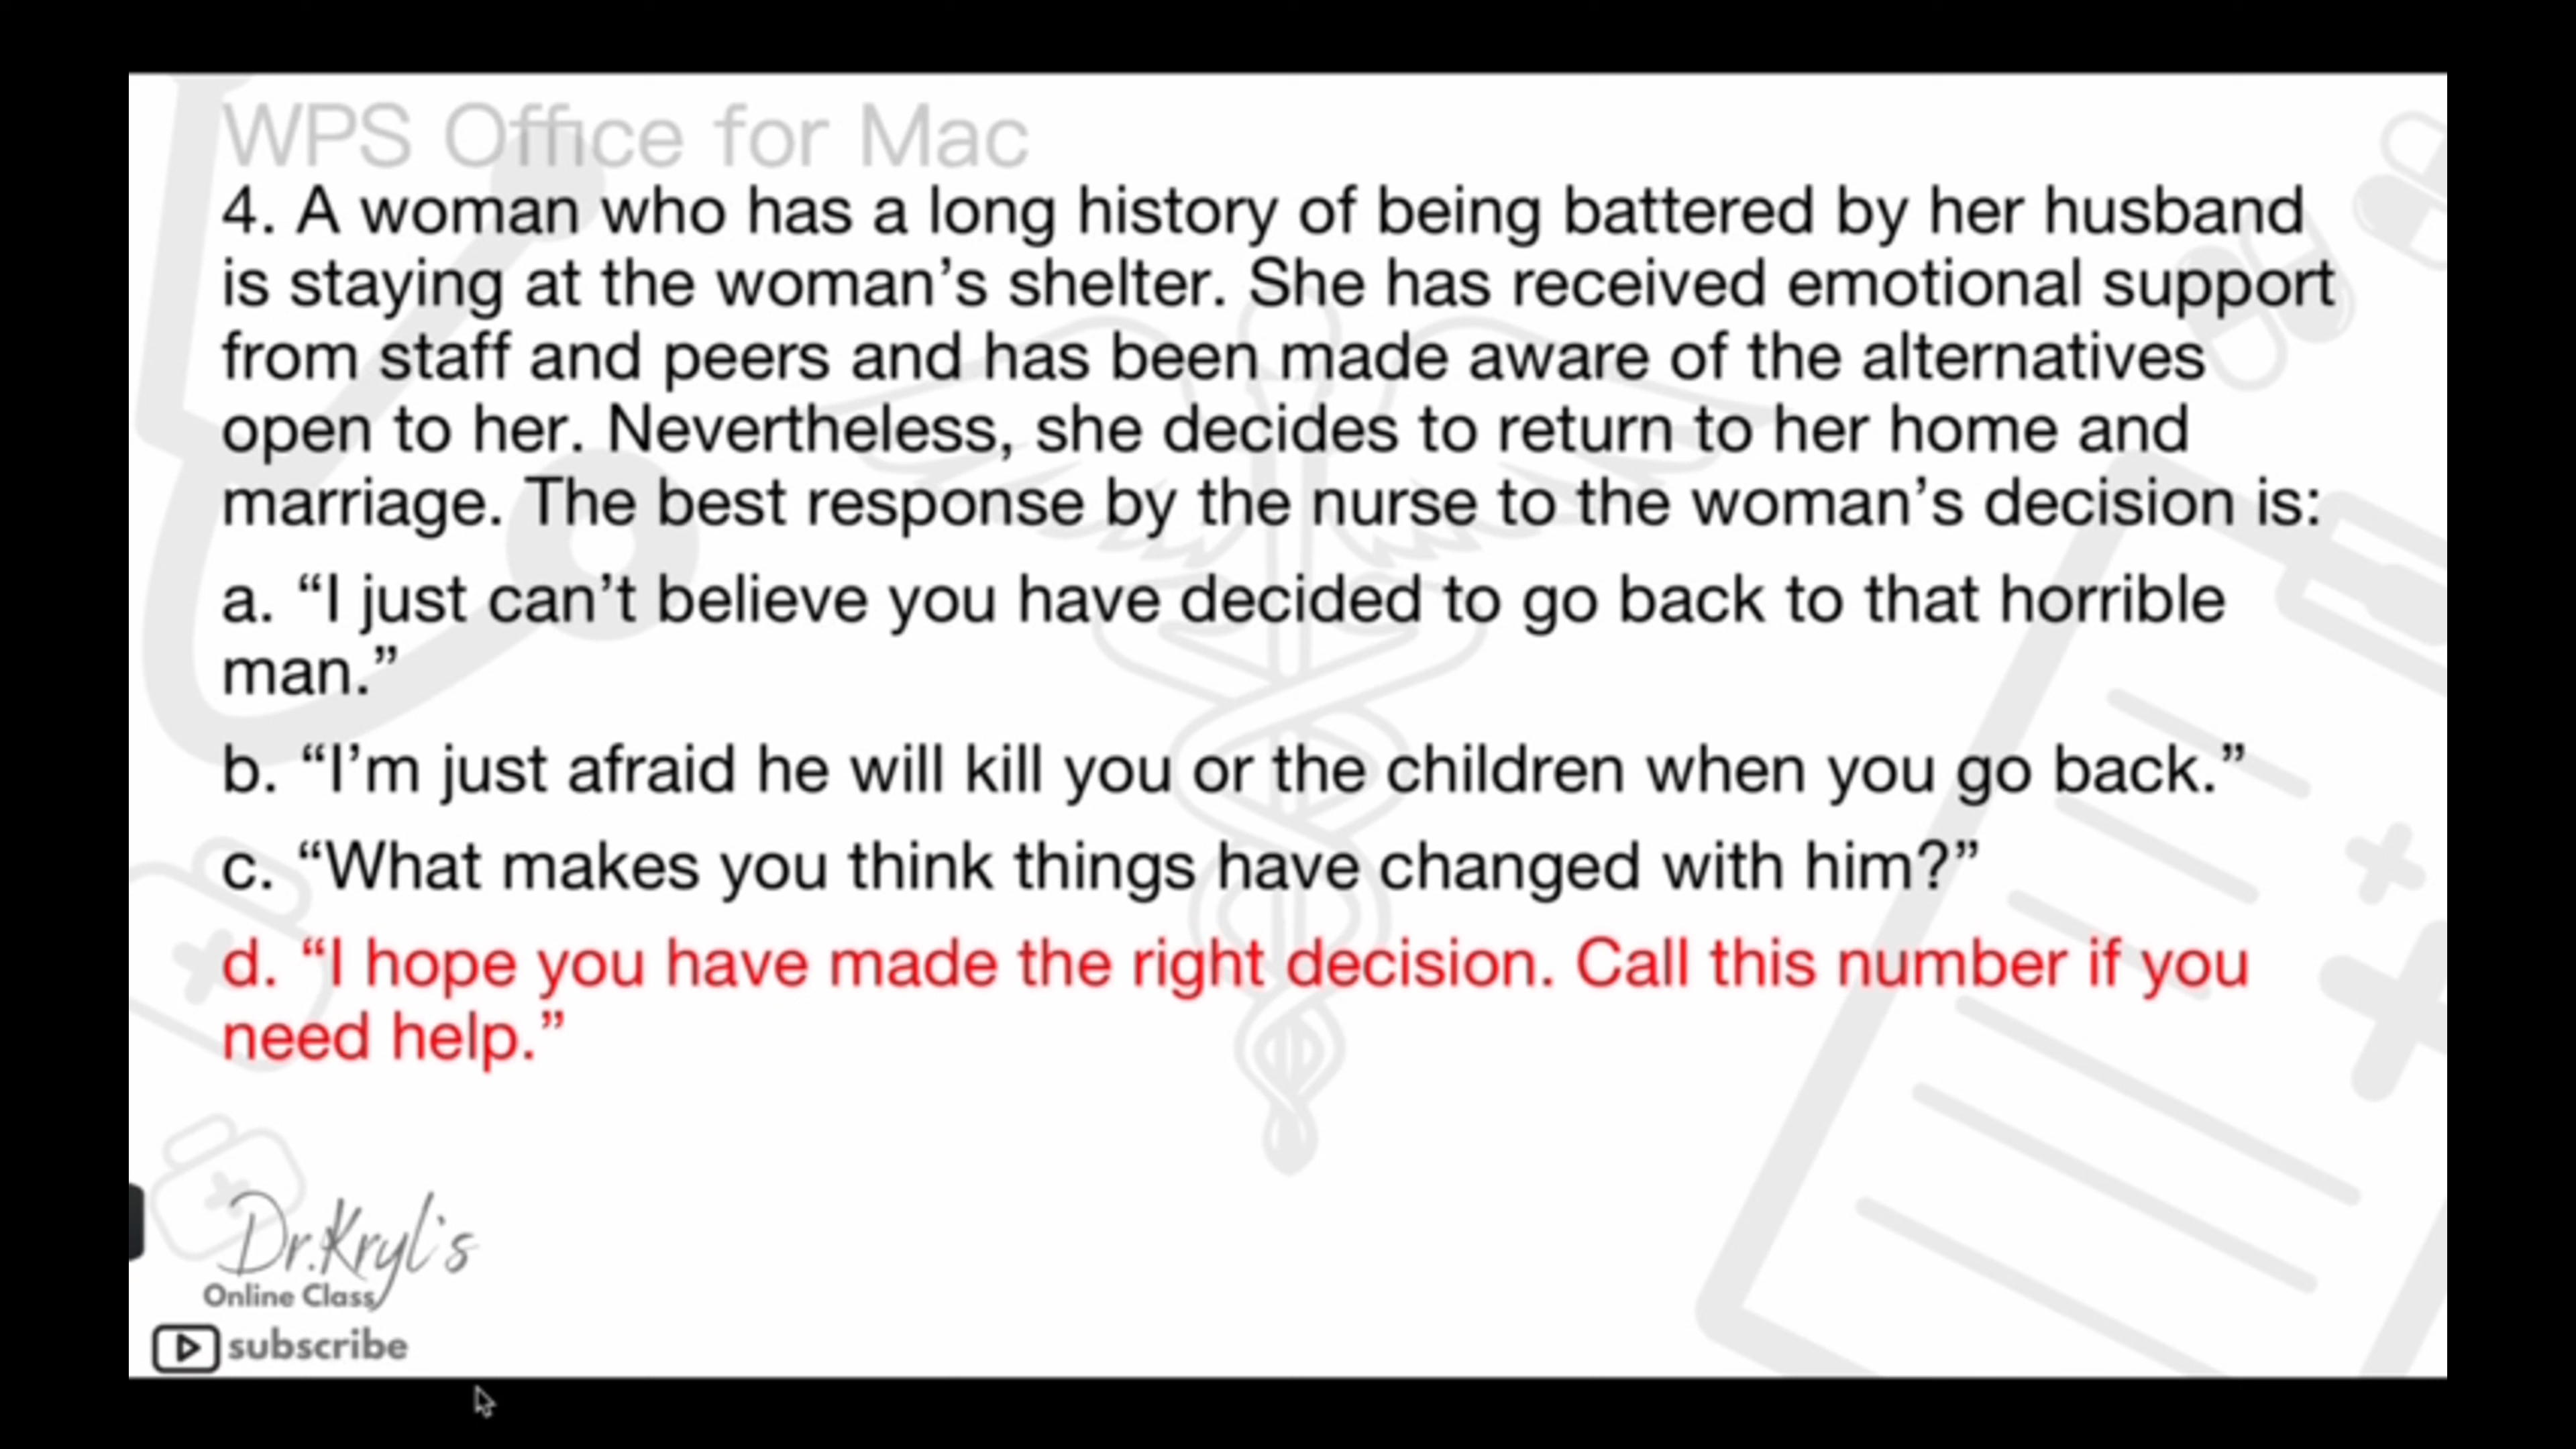 WPS Office for Mac
4. A woman who has a long history of being battered by her husband
is staying at the woman’s shelter. She has received emotional support
from staff and peers and has been made aware of the alternatives
open to her. Nevertheless, she decides to return to her home and
marriage. The best response by the nurse to the woman’s decision is:
a. “I just can’t believe you have decided to go back to that horrible
man.”
b. “I’m just afraid he will kill you or the children when you go back.”
c. “What makes you think things have changed with him?”
d. “I hope you have made the right decision. Call this number if you
need help.”
Dr.Kryl's
Online Class
subscribe